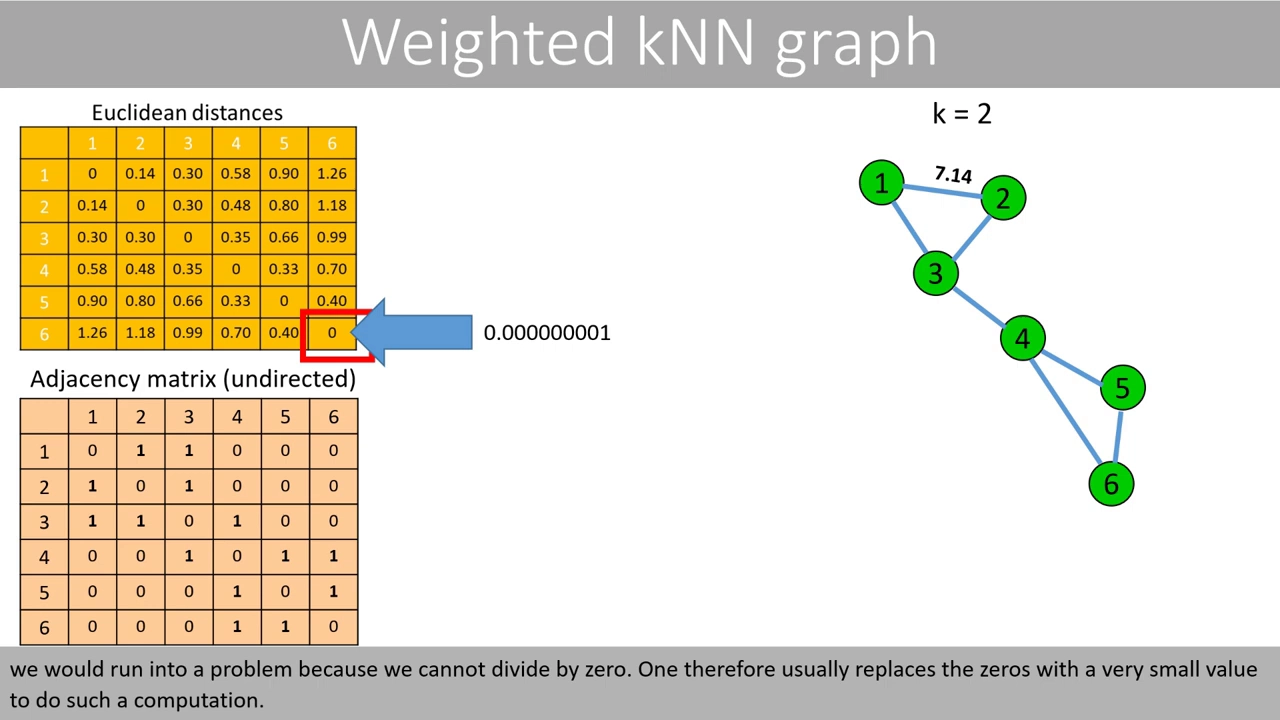 Weighted kNN graph
Euclidean distances
1 2 3 4 5 6
1 0 0.14 0.30 0.58 0.90 1.26
2 0.14 0 0.30 0.48 0.80 1.18
3 0.30 0.30 0 0.35 0.66 0.99
4 0.58 0.48 0.35 0 0.33 0.70
5 0.90 0.80 0.66 0.33 0 0.40
6 1.26 1.18 0.99 0.70 0.40 0
0.000000001
Adjacency matrix (undirected)
1 2 3 4 5 6
1 0 1 1 0 0 0
2 1 0 1 0 0 0
3 1 1 0 1 0 0
4 0 0 1 0 1 1
5 0 0 0 1 0 1
6 0 0 0 1 1 0
k = 2
7.14
1
2
3
4
5
6
we would run into a problem because we cannot divide by zero. One therefore usually replaces the zeros with a very small value
to do such a computation.